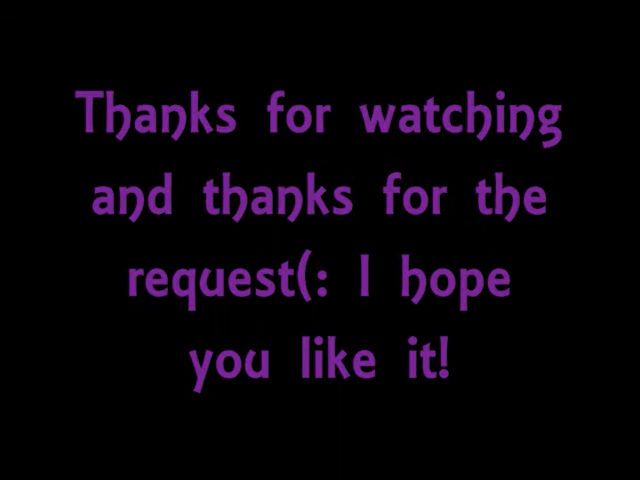 Thanks for watching
and thanks for the
request(: I hope
you like it!